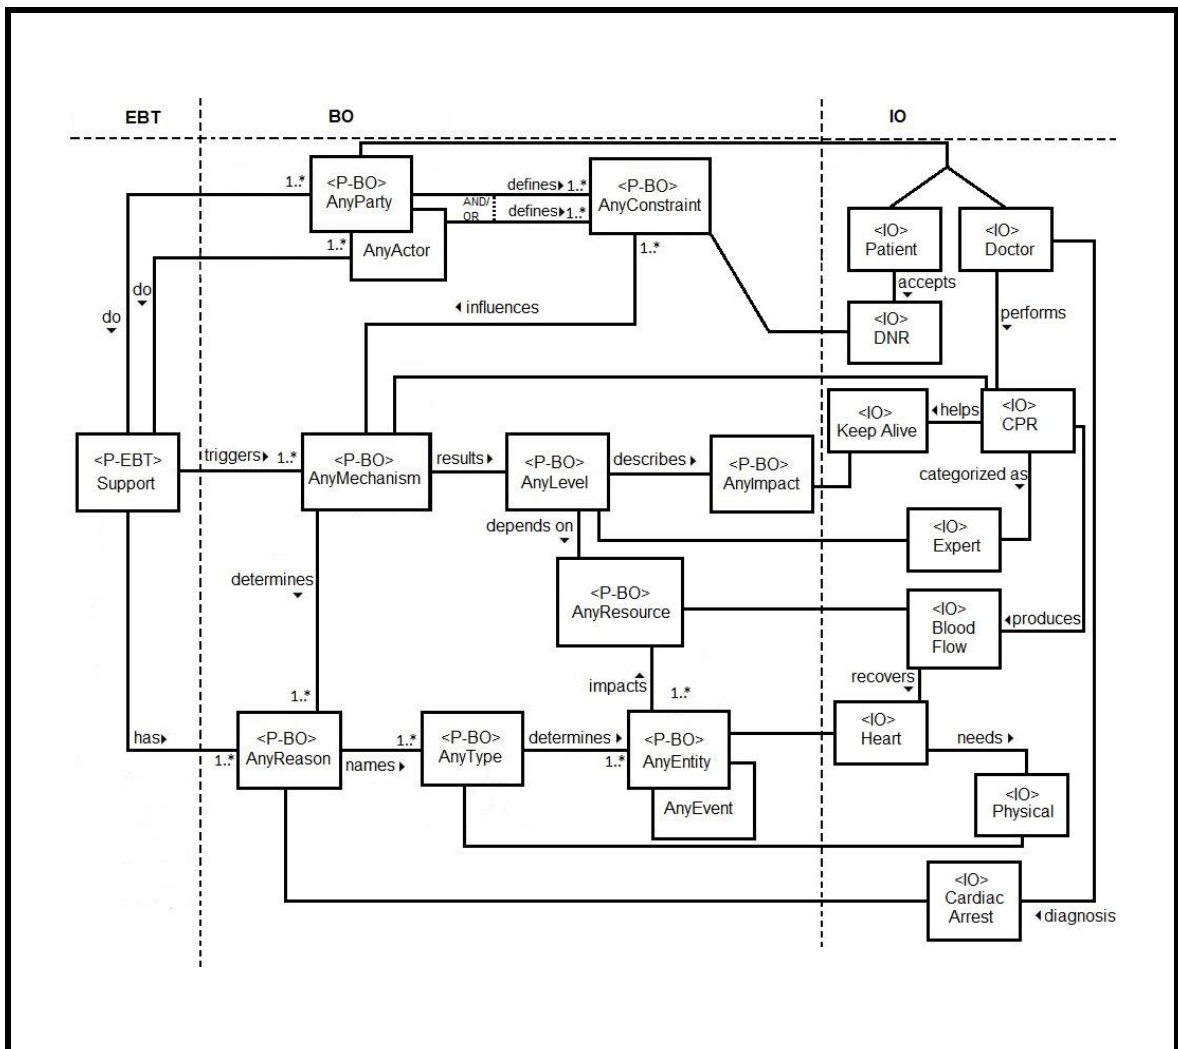 EBT
BO
IO
1..*
<P-BO>
AnyParty
defines
1..*
AND/
OR
defines
1..*
<P-BO>
AnyConstraint
1..*
AnyActor
1..*
<IO>
Patient
<IO>
Doctor
accepts
do
do
influences
<IO>
DNR
performs
<IO>
Keep Alive
helps
<IO>
CPR
<P-EBT>
Support
triggers
1..*
<P-BO>
AnyMechanism
results
<P-BO>
AnyLevel
describes
<P-BO>
AnyImpact
categorized as
depends on
<IO>
Expert
determines
<P-BO>
AnyResource
<IO>
Blood
Flow
produces
impacts
1..*
recovers
1..*
has
1..*
<P-BO>
AnyReason
1..*
names
<P-BO>
AnyType
determines
1..*
<P-BO>
AnyEntity
AnyEvent
<IO>
Heart
needs
<IO>
Physical
<IO>
Cardiac
Arrest
diagnosis